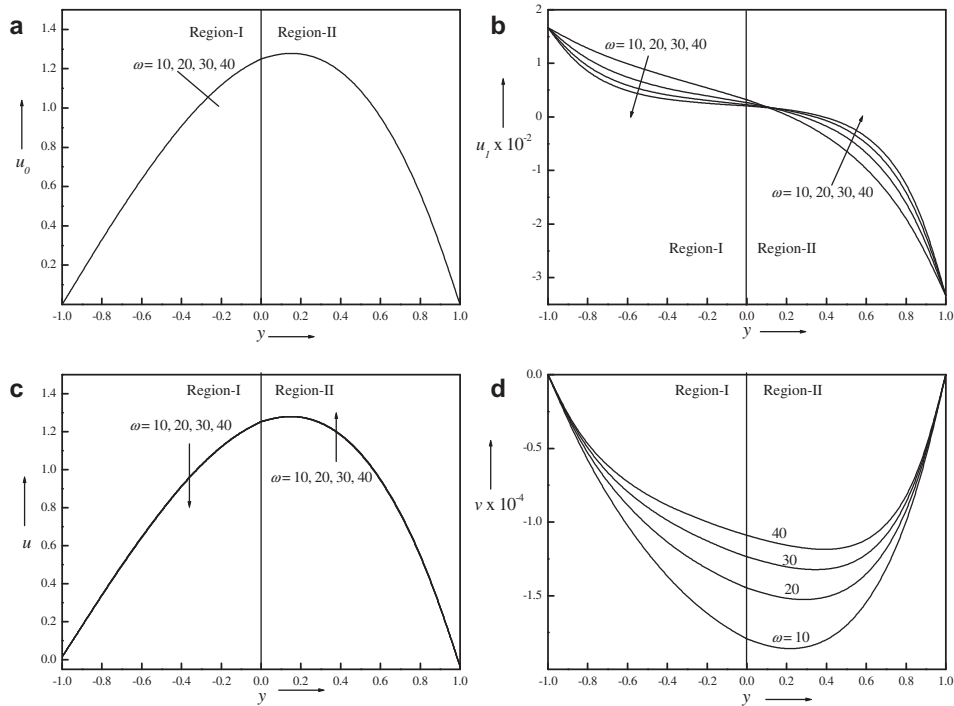 a
1.4
1.2
1.0
0.8
0.6
0.4
0.2
u0
Region-I
Region-II
ω= 10, 20, 30, 40
-1.0 -0.8 -0.6 -0.4 -0.2 0.0 0.2 0.4 0.6 0.8 1.0
y
b
2
1
0
-1
-2
-3
u1 x 10-2
ω= 10, 20, 30, 40
ω= 10, 20, 30, 40
Region-I
Region-II
-1.0 -0.8 -0.6 -0.4 -0.2 0.0 0.2 0.4 0.6 0.8 1.0
y
c
1.4
1.2
1.0
0.8
0.6
0.4
0.2
0.0
u
Region-I
Region-II
ω= 10, 20, 30, 40
ω= 10, 20, 30, 40
-1.0 -0.8 -0.6 -0.4 -0.2 0.0 0.2 0.4 0.6 0.8 1.0
y
d
0.0
-0.5
-1.0
-1.5
v x 10-4
Region-I
Region-II
40
30
20
ω= 10
-1.0 -0.8 -0.6 -0.4 -0.2 0.0 0.2 0.4 0.6 0.8 1.0
y